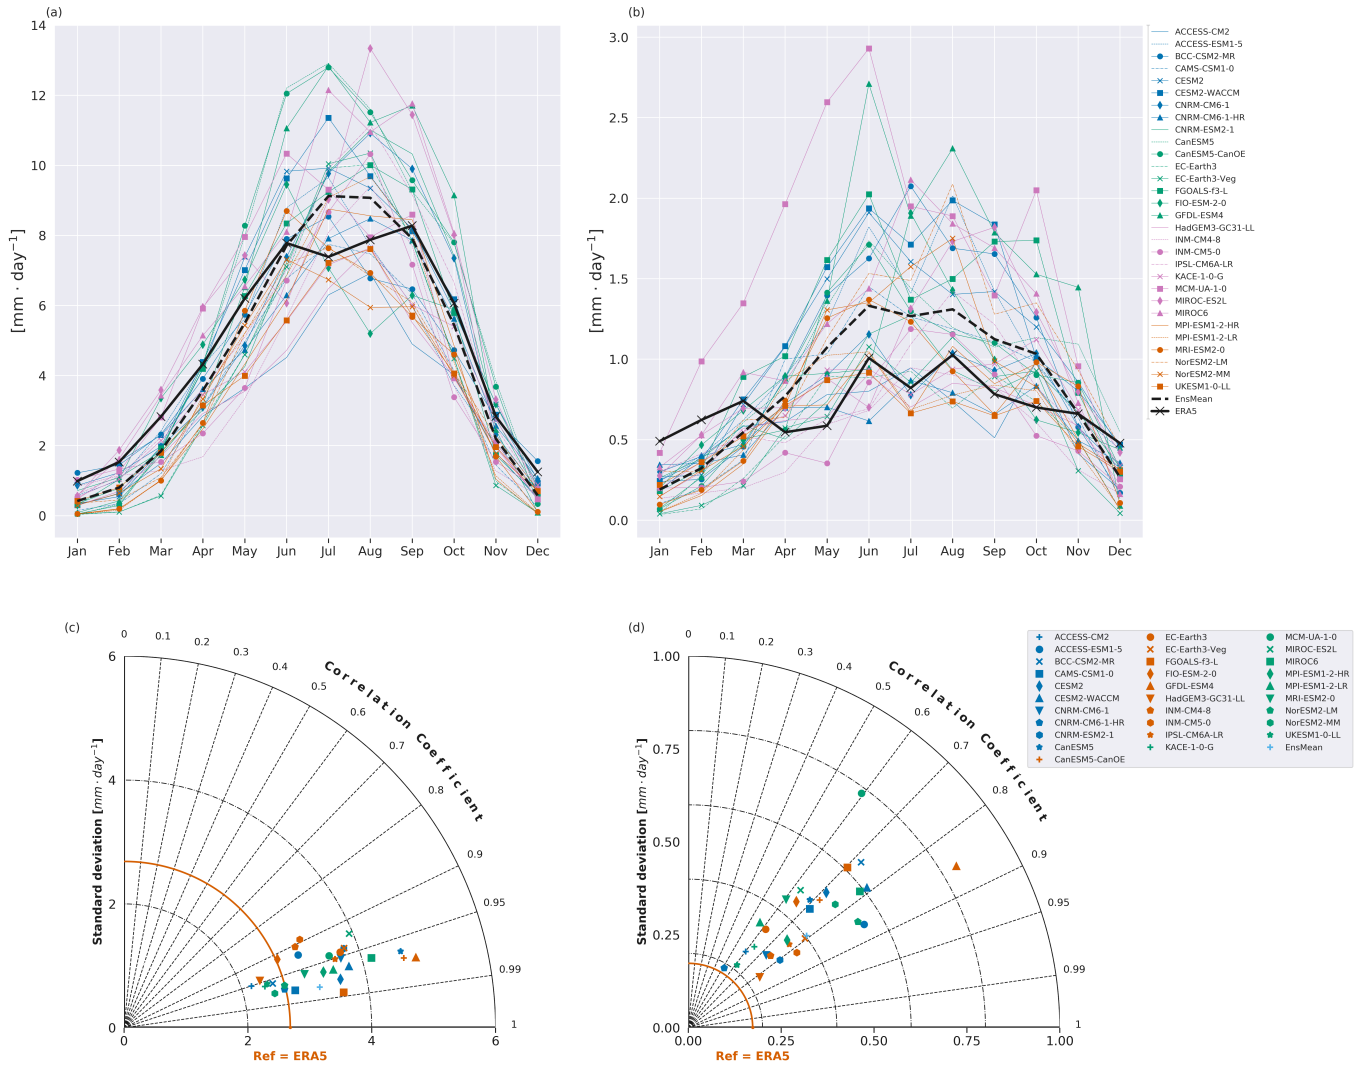 (a)
14
12
10
8
6
4
2
0
[mm · day−1]
Jan Feb Mar Apr May Jun Jul Aug Sep Oct Nov Dec
(b)
3.0
2.5
2.0
1.5
1.0
0.5
0.0
[mm · day−1]
Jan Feb Mar Apr May Jun Jul Aug Sep Oct Nov Dec
ACCESS-CM2
ACCESS-ESM1-5
BCC-CSM2-MR
CAMS-CSM1-0
CESM2
CESM2-WACCM
CNRM-CM6-1
CNRM-CM6-1-HR
CNRM-ESM2-1
CanESM5
CanESM5-CanOE
EC-Earth3
EC-Earth3-Veg
FGOALS-f3-L
FIO-ESM-2-0
GFDL-ESM4
HadGEM3-GC31-LL
INM-CM4-8
INM-CM5-0
IPSL-CM6A-LR
KACE-1-0-G
MCM-UA-1-0
MIROC-ES2L
MIROC6
MPI-ESM1-2-HR
MPI-ESM1-2-LR
MRI-ESM2-0
NorESM2-LM
NorESM2-MM
UKESM1-0-LL
EnsMean
ERA5
(c)
0 0.1 0.2 0.3 0.4 0.5 0.6 0.7 0.8 0.9 0.95 0.99 1
Correlation Coefficient
Standard deviation [mm · day−1]
6
4
2
0
0 2 4 6
Ref = ERA5
(d)
0 0.1 0.2 0.3 0.4 0.5 0.6 0.7 0.8 0.9 0.95 0.99 1
Correlation Coefficient
Standard deviation [mm · day−1]
1.00
0.75
0.50
0.25
0.00
0.00 0.25 0.50 0.75 1.00
Ref = ERA5
ACCESS-CM2
ACCESS-ESM1-5
BCC-CSM2-MR
CAMS-CSM1-0
CESM2
CESM2-WACCM
CNRM-CM6-1
CNRM-CM6-1-HR
CNRM-ESM2-1
CanESM5
CanESM5-CanOE
EC-Earth3
EC-Earth3-Veg
FGOALS-f3-L
FIO-ESM-2-0
GFDL-ESM4
HadGEM3-GC31-LL
INM-CM4-8
INM-CM5-0
IPSL-CM6A-LR
KACE-1-0-G
MCM-UA-1-0
MIROC-ES2L
MIROC6
MPI-ESM1-2-HR
MPI-ESM1-2-LR
MRI-ESM2-0
NorESM2-LM
NorESM2-MM
UKESM1-0-LL
EnsMean